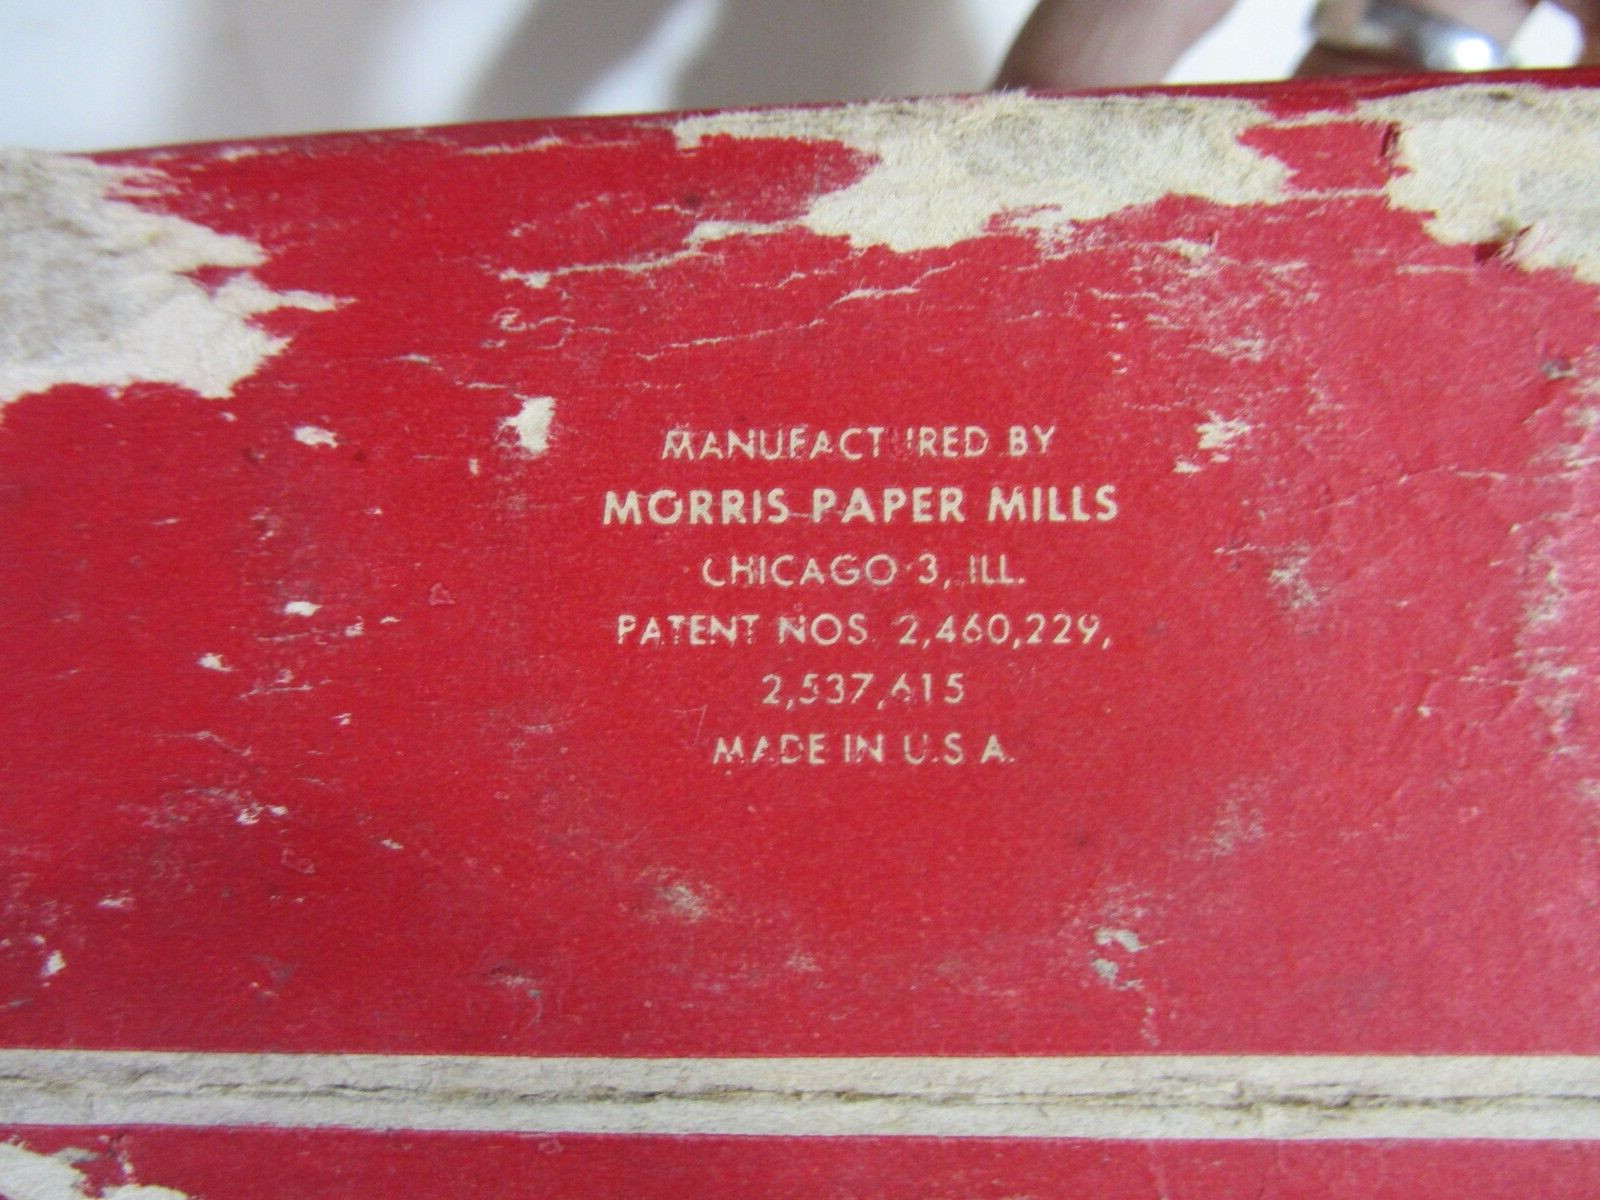 MANUFACTURED BY
MORRIS PAPER MILLS
CHICAGO 3, ILL.
PATENT NOS. 2,460,229,
2,537,615
MADE IN U.S.A.